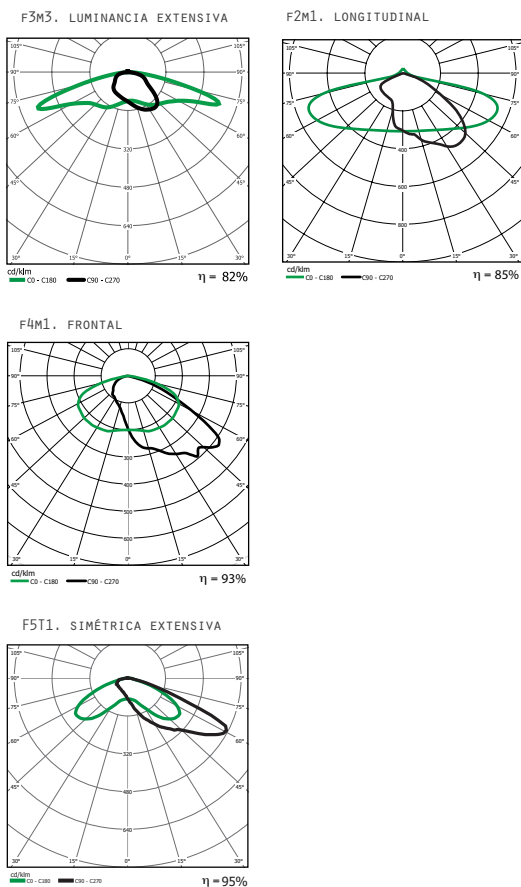 F3M3. LUMINANCIA EXTENSIVA
105° 105°
90° 90°
75° 75°
60° 60°
45° 45°
320
480
640
30° 15° 0° 15° 30°
cd/klm
C0 - C180 C90 - C270 η = 82%
F2M1. LONGITUDINAL
105° 105°
90° 90°
75° 75°
60° 60°
45° 45°
400
600
800
30° 15° 0° 15° 30°
cd/klm
C0 - C180 C90 - C270 η = 85%
F4M1. FRONTAL
105° 105°
90° 90°
75° 75°
60° 60°
45° 45°
300
400
500
600
30° 15° 0° 15° 30°
cd/klm
C0 - C180 C90 - C270 η = 93%
F5T1. SIMÉTRICA EXTENSIVA
105° 105°
90° 90°
75° 75°
60° 60°
45° 45°
320
480
640
30° 15° 0° 15° 30°
cd/klm
C0 - C180 C90 - C270 η = 95%